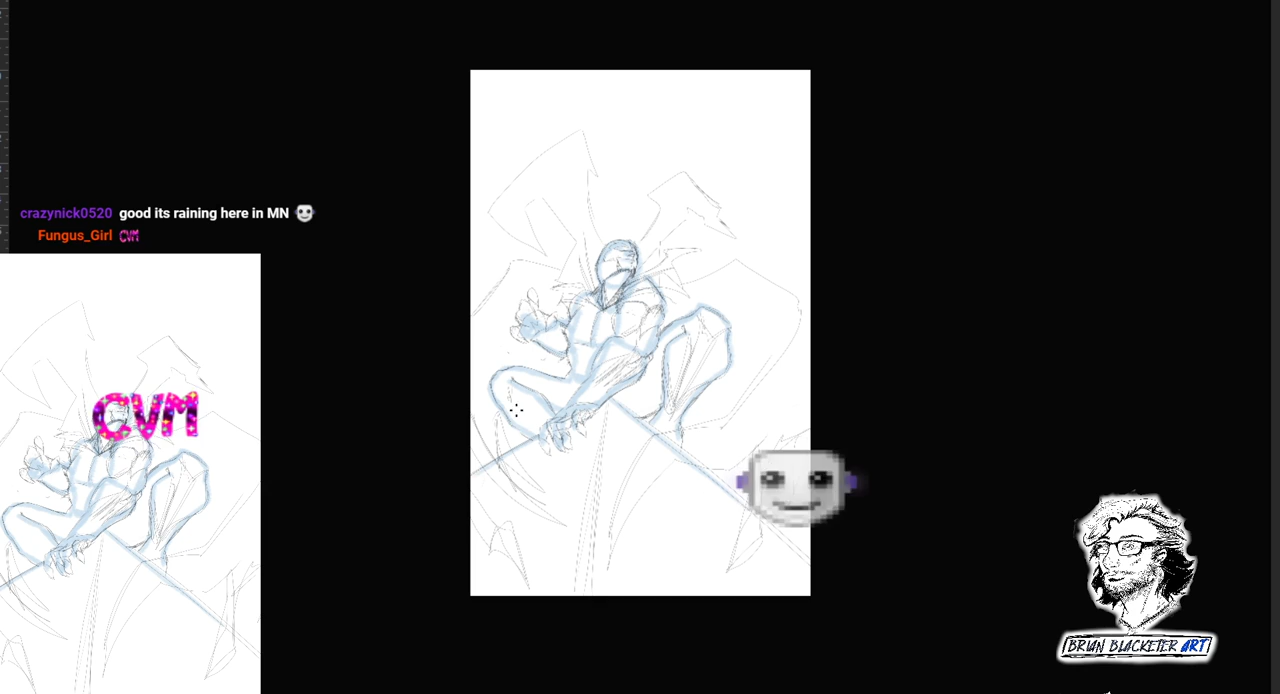 crazynick0520 good its raining here in MN
Fungus_Girl CVM
CVM
BRIAN BLACKETER ART